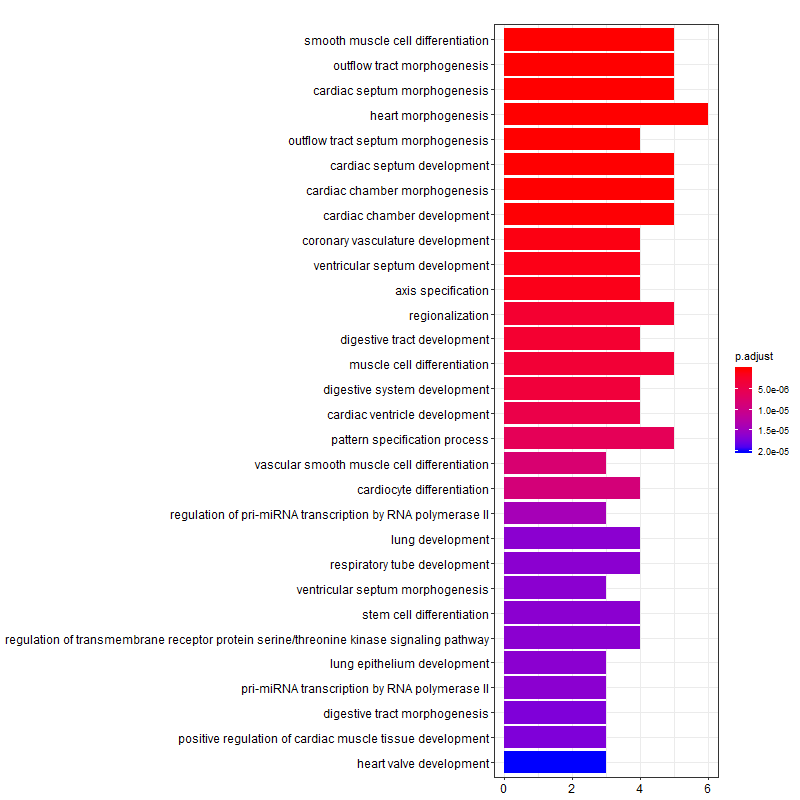 smooth muscle cell differentiation
outflow tract morphogenesis
cardiac septum morphogenesis
heart morphogenesis
outflow tract septum morphogenesis
cardiac septum development
cardiac chamber morphogenesis
cardiac chamber development
coronary vasculature development
ventricular septum development
axis specification
regionalization
digestive tract development
muscle cell differentiation
digestive system development
cardiac ventricle development
pattern specification process
vascular smooth muscle cell differentiation
cardiocyte differentiation
regulation of pri-miRNA transcription by RNA polymerase II
lung development
respiratory tube development
ventricular septum morphogenesis
stem cell differentiation
regulation of transmembrane receptor protein serine/threonine kinase signaling pathway
lung epithelium development
pri-miRNA transcription by RNA polymerase II
digestive tract morphogenesis
positive regulation of cardiac muscle tissue development
heart valve development
0 2 4 6
p.adjust
5.0e-06
1.0e-05
1.5e-05
2.0e-05